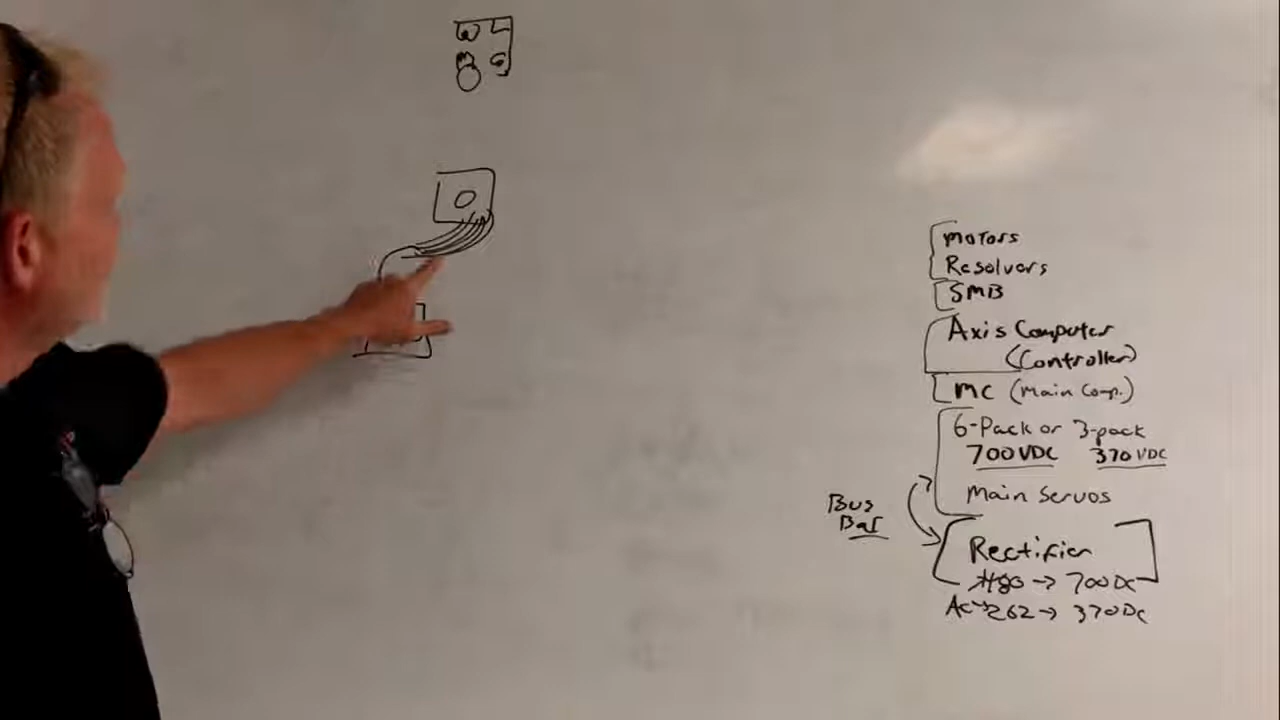 Motors
Resolvers
SMB
Axis Computer
(Controller)
MC (Main Comp.)
6-Pack or 3-pack
700VDC 370VDC
Main Servos
Bus
Bar
Rectifier
480 → 700DC
AC 262 → 370DC